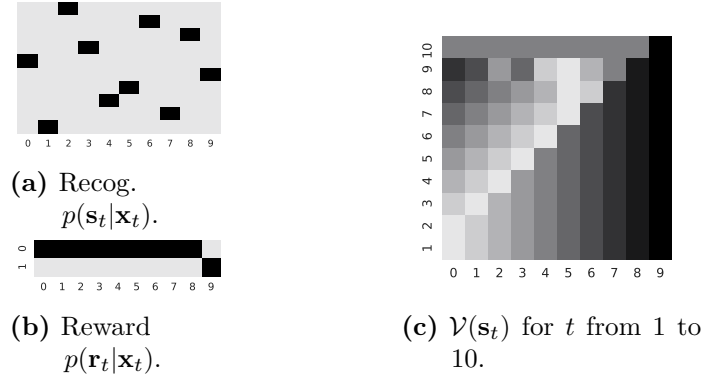 0 1 2 3 4 5 6 7 8 9
(a) Recog.
p(s_t|x_t).
0
1
0 1 2 3 4 5 6 7 8 9
(b) Reward
p(r_t|x_t).
10
9
8
7
6
5
4
3
2
1
0 1 2 3 4 5 6 7 8 9
(c) 𝒱(s_t) for t from 1 to
10.